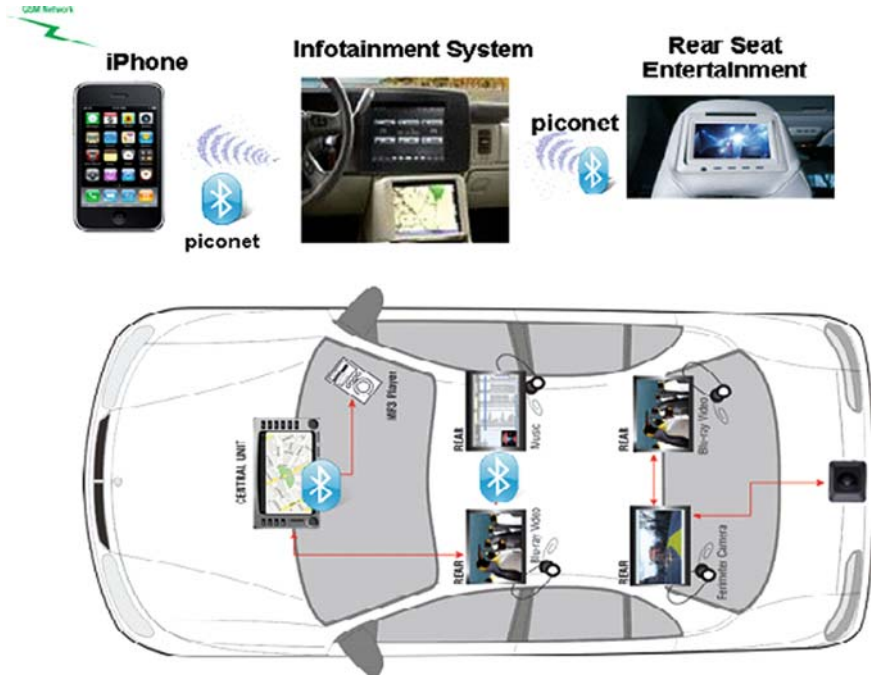 GSM Network
iPhone
Infotainment System
Rear Seat
Entertainment
piconet
piconet
CENTRAL UNIT
MP3 Player
REAR
Music
REAR
Blu-ray Video
REAR
Blu-ray Video
REAR
Perimeter Camera